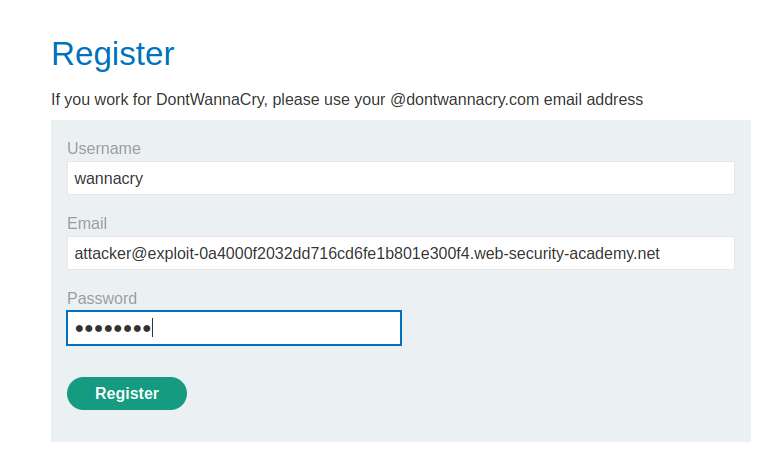 Register
If you work for DontWannaCry, please use your @dontwannacry.com email address
Username
wannacry
Email
attacker@exploit-0a4000f2032dd716cd6fe1b801e300f4.web-security-academy.net
Password
●●●●●●●●
Register